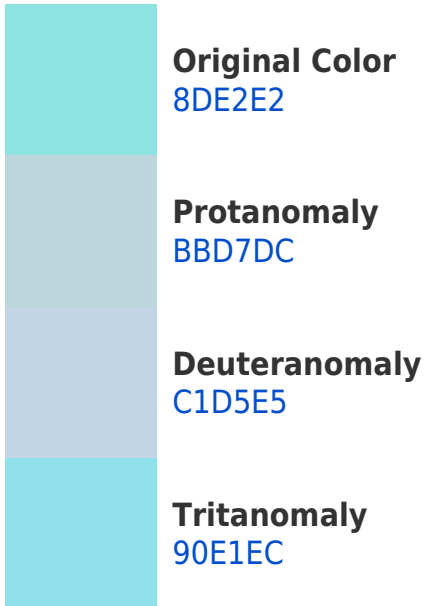 Original Color
8DE2E2
Protanomaly
BBD7DC
Deuteranomaly
C1D5E5
Tritanomaly
90E1EC